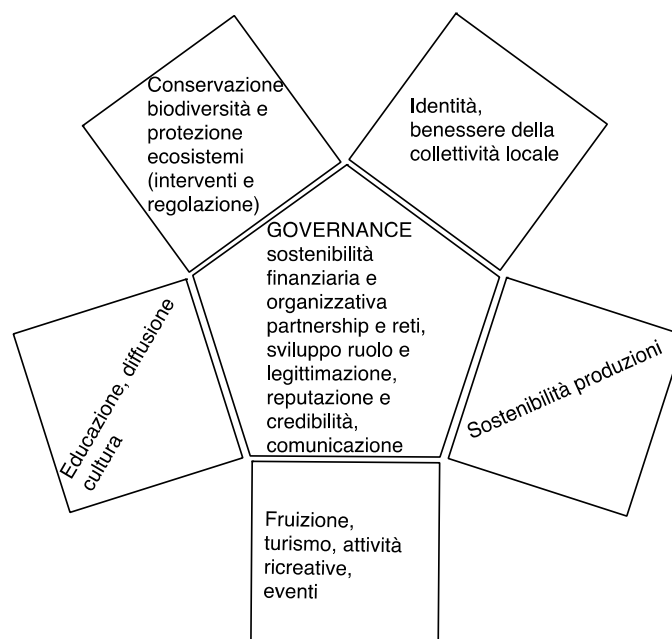 Conservazione
biodiversità e
protezione
ecosistemi
(interventi e
regolazione)
Identità,
benessere della
collettività locale
GOVERNANCE
sostenibilità
finanziaria e
organizzativa
partnership e reti,
sviluppo ruolo e
legittimazione,
reputazione e
credibilità,
comunicazione
Educazione, diffusione
cultura
Sostenibilità produzioni
Fruizione,
turismo, attività
ricreative,
eventi